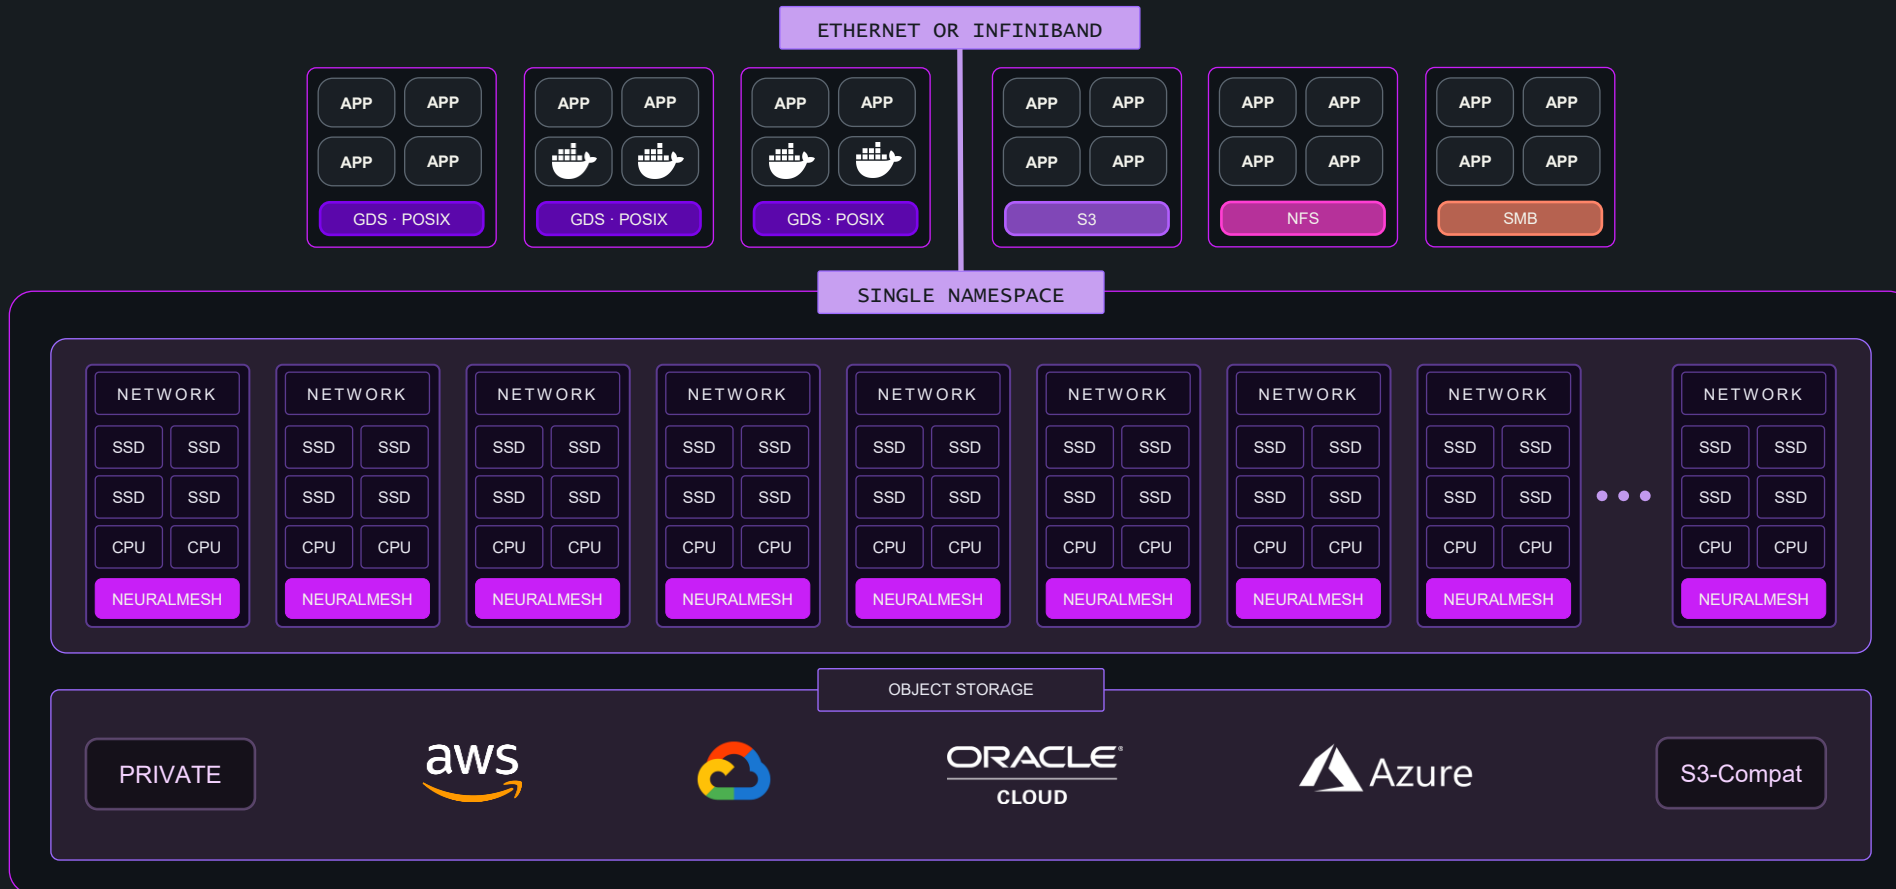 ETHERNET OR INFINIBAND
APP APP APP APP APP APP APP APP APP APP APP APP
APP APP APP APP APP APP APP APP
GDS · POSIX GDS · POSIX GDS · POSIX S3 NFS SMB
SINGLE NAMESPACE
NETWORK NETWORK NETWORK NETWORK NETWORK NETWORK NETWORK NETWORK NETWORK
SSD SSD SSD SSD SSD SSD SSD SSD SSD SSD SSD SSD SSD SSD SSD SSD SSD SSD
SSD SSD SSD SSD SSD SSD SSD SSD SSD SSD SSD SSD SSD SSD SSD SSD SSD SSD
CPU CPU CPU CPU CPU CPU CPU CPU CPU CPU CPU CPU CPU CPU CPU CPU CPU CPU
NEURALMESH NEURALMESH NEURALMESH NEURALMESH NEURALMESH NEURALMESH NEURALMESH NEURALMESH NEURALMESH
OBJECT STORAGE
PRIVATE aws ORACLE® Azure S3-Compat
CLOUD